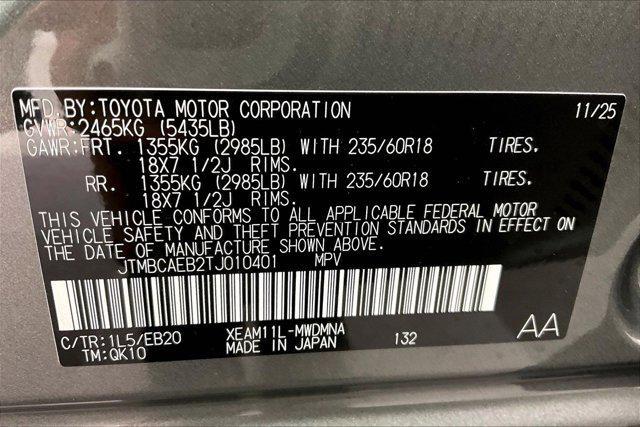 MFD.BY:TOYOTA MOTOR CORPORATION 11/25
GVWR:2465KG (5435LB)
GAWR:FRT. 1355KG (2985LB) WITH 235/60R18 TIRES.
18X7 1/2J RIMS.
RR. 1355KG (2985LB) WITH 235/60R18 TIRES.
18X7 1/2J RIMS.
THIS VEHICLE CONFORMS TO ALL APPLICABLE FEDERAL MOTOR
VEHICLE SAFETY AND THEFT PREVENTION STANDARDS IN EFFECT ON
THE DATE OF MANUFACTURE SHOWN ABOVE.
JTMBCAEB2TJ010401 MPV
C/TR:1L5/EB20 XEAM11L-MWDMNA AA
TM:QK10 MADE IN JAPAN 132